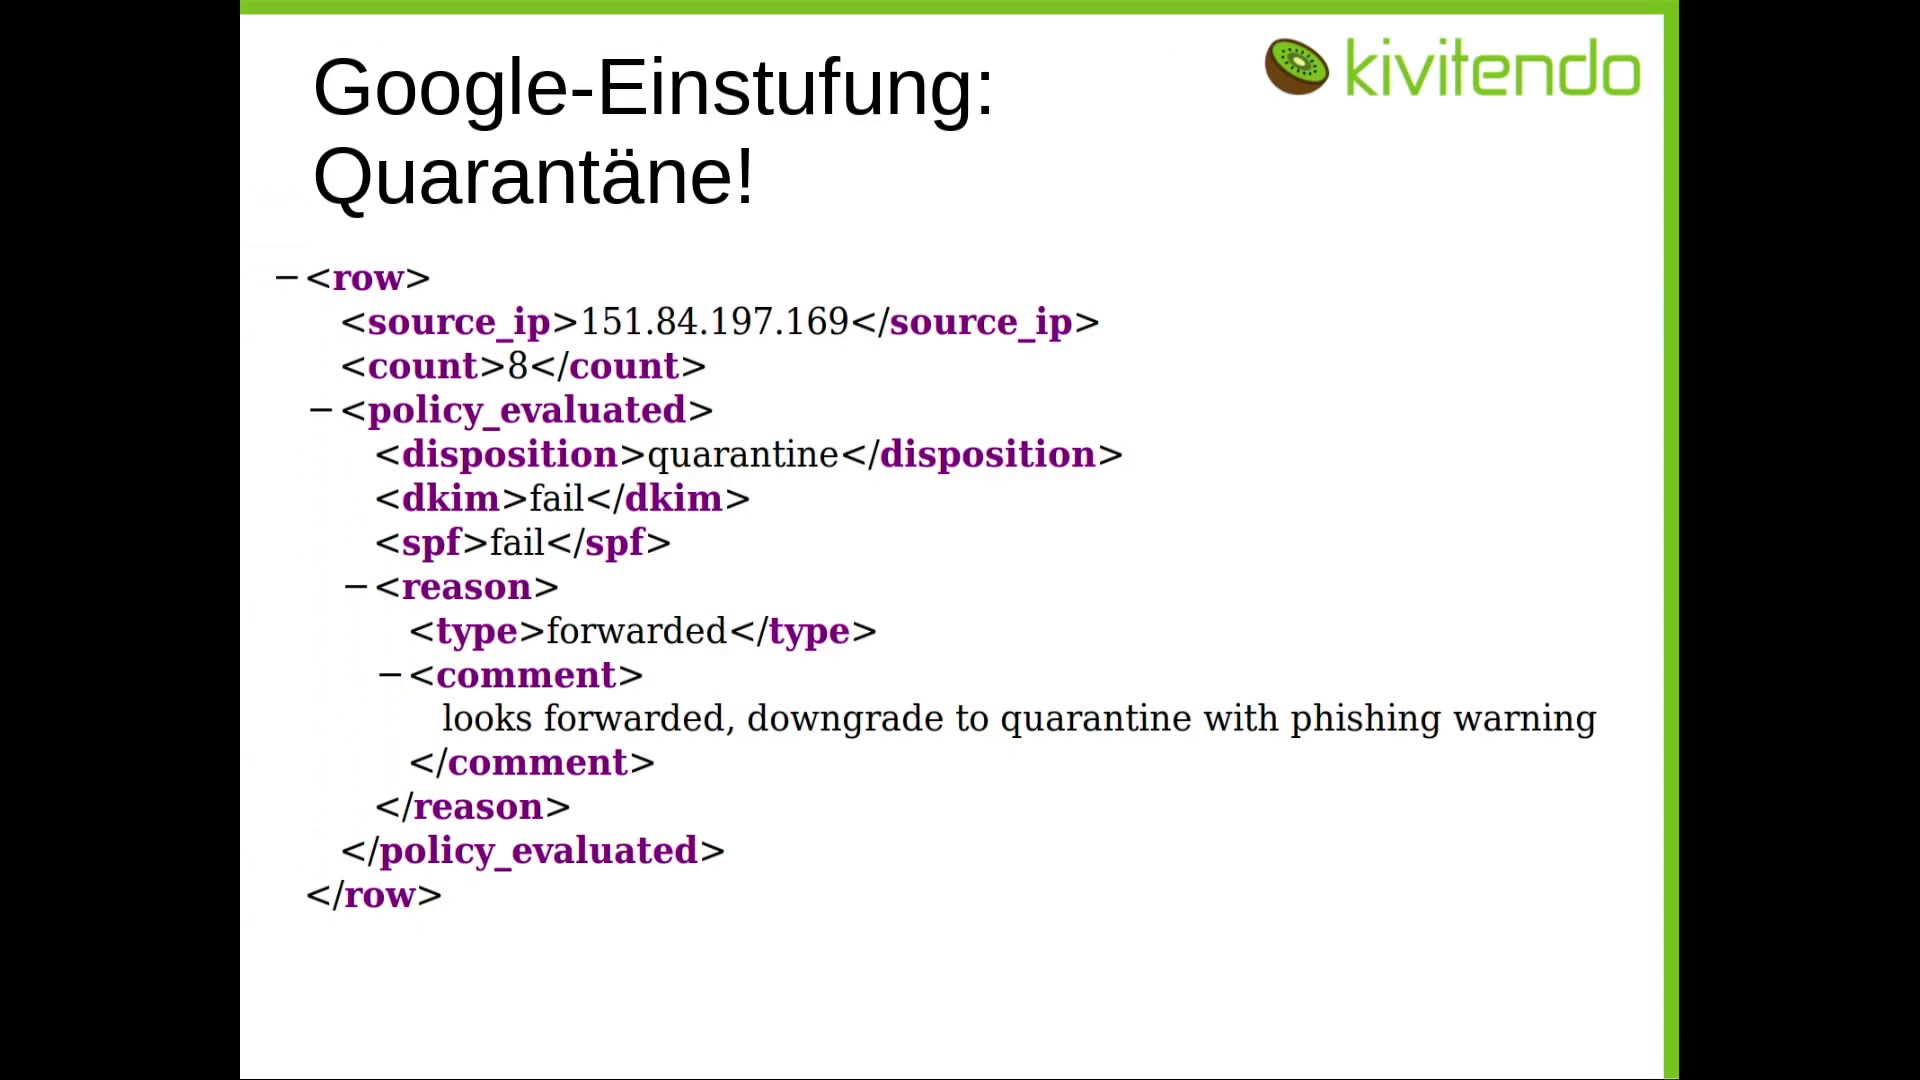 Google-Einstufung:
Quarantäne!
kivitendo
−<row>
<source_ip>151.84.197.169</source_ip>
<count>8</count>
−<policy_evaluated>
<disposition>quarantine</disposition>
<dkim>fail</dkim>
<spf>fail</spf>
−<reason>
<type>forwarded</type>
−<comment>
looks forwarded, downgrade to quarantine with phishing warning
</comment>
</reason>
</policy_evaluated>
</row>